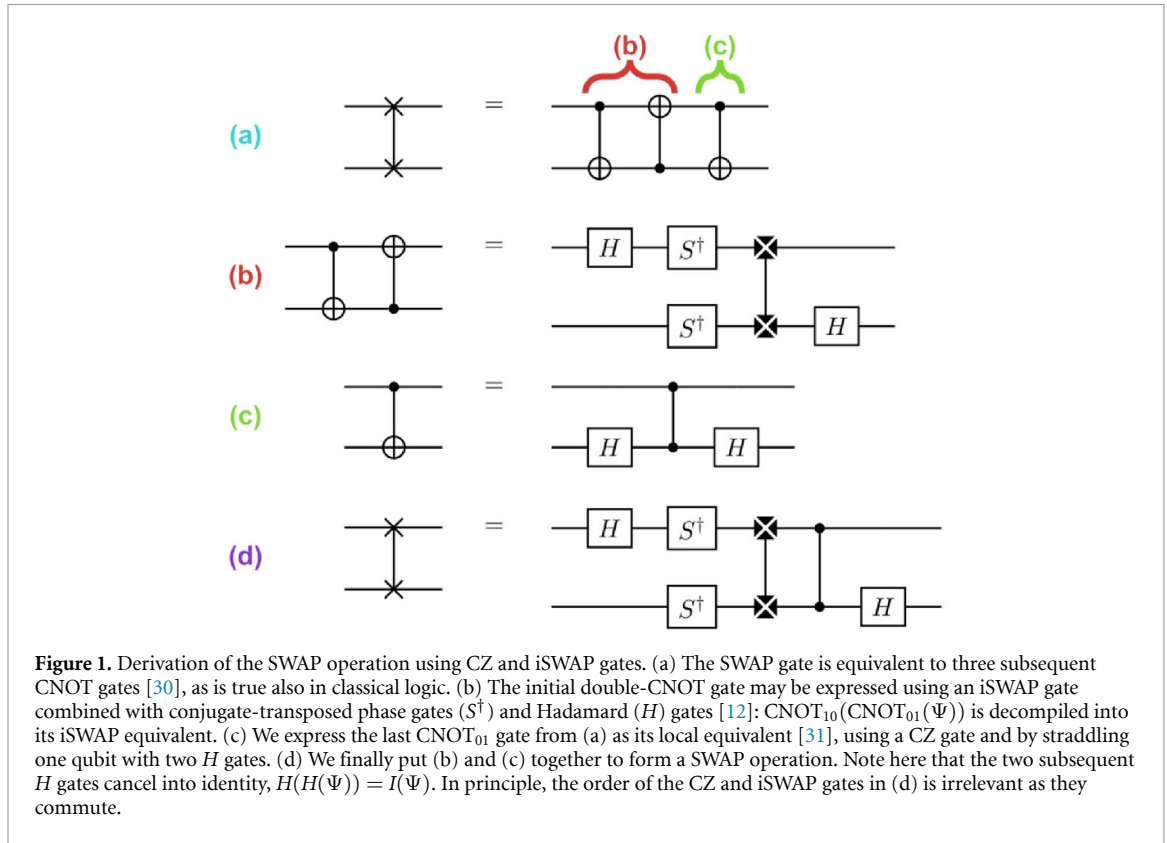 (b) (c)
(a) =
(b) = H S†
S† H
(c) =
H H
(d) = H S†
S† H
Figure 1. Derivation of the SWAP operation using CZ and iSWAP gates. (a) The SWAP gate is equivalent to three subsequent
CNOT gates [30], as is true also in classical logic. (b) The initial double-CNOT gate may be expressed using an iSWAP gate
combined with conjugate-transposed phase gates (S†) and Hadamard (H) gates [12]: CNOT₁₀(CNOT₀₁(Ψ)) is decompiled into
its iSWAP equivalent. (c) We express the last CNOT₀₁ gate from (a) as its local equivalent [31], using a CZ gate and by straddling
one qubit with two H gates. (d) We finally put (b) and (c) together to form a SWAP operation. Note here that the two subsequent
H gates cancel into identity, H(H(Ψ)) = I(Ψ). In principle, the order of the CZ and iSWAP gates in (d) is irrelevant as they
commute.